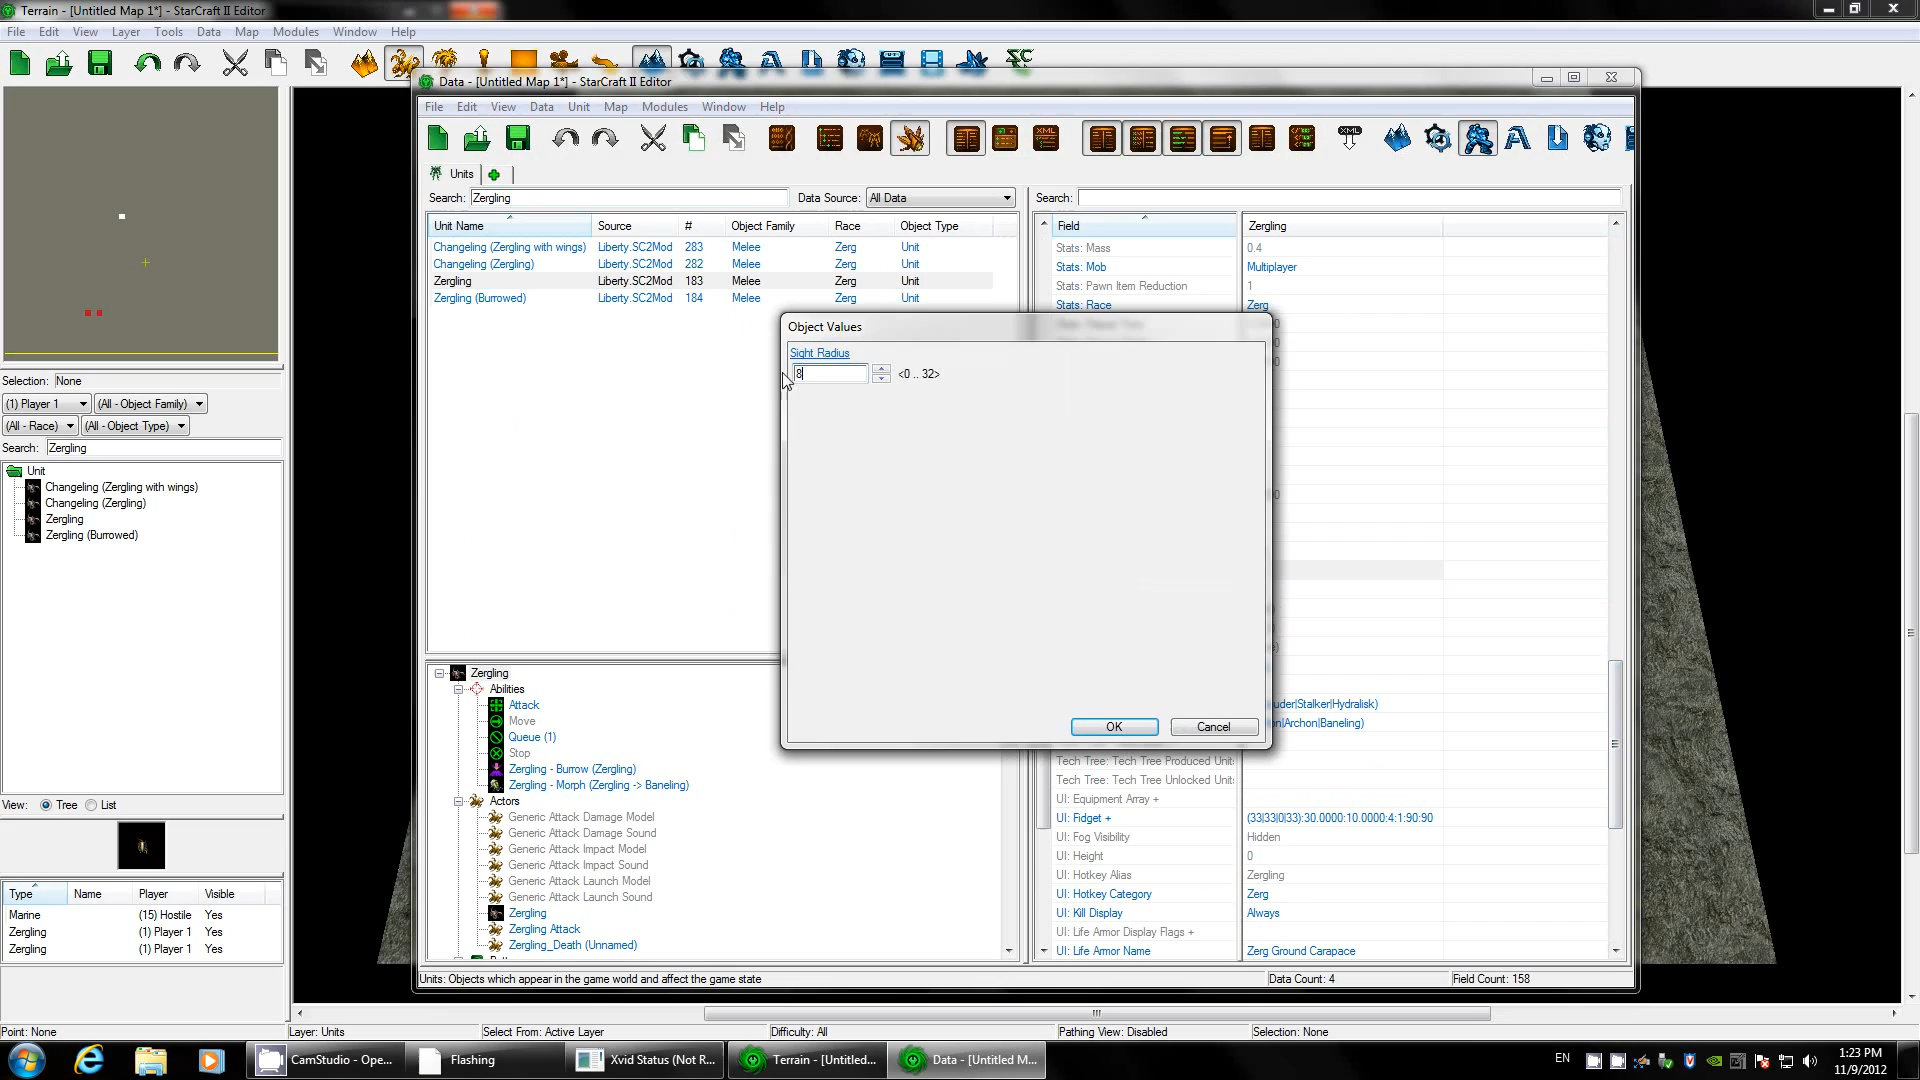 Terrain - [Untitled Map 1*] - StarCraft II Editor
File Edit View Layer Tools Data Map Modules Window Help
Data - [Untitled Map 1*] - StarCraft II Editor
File Edit View Data Unit Map Modules Window Help
XML
XML
Units
Search: Zergling Data Source: All Data
Search:
Unit Name Source # Object Family Race Object Type
Changeling (Zergling with wings) Liberty.SC2Mod 283 Melee Zerg Unit
Changeling (Zergling) Liberty.SC2Mod 282 Melee Zerg Unit
Zergling Liberty.SC2Mod 183 Melee Zerg Unit
Zergling (Burrowed) Liberty.SC2Mod 184 Melee Zerg Unit
Field Zergling
Stats: Mass 0.4
Stats: Mob Multiplayer
Stats: Pawn Item Reduction 1
Stats: Race Zerg
Object Values
Sight Radius
8 <0 .. 32>
OK Cancel
uder|Stalker|Hydralisk)
n|Archon|Baneling)
Tech Tree: Tech Tree Produced Unit:
Tech Tree: Tech Tree Unlocked Unit:
UI: Equipment Array +
UI: Fidget + (33|33|0|33):30.0000:10.0000:4:1:90:90
UI: Fog Visibility Hidden
UI: Height 0
UI: Hotkey Alias Zergling
UI: Hotkey Category Zerg
UI: Kill Display Always
UI: Life Armor Display Flags +
UI: Life Armor Name Zerg Ground Carapace
Zergling
Abilities
Attack
Move
Queue (1)
Stop
Zergling - Burrow (Zergling)
Zergling - Morph (Zergling -> Baneling)
Actors
Generic Attack Damage Model
Generic Attack Damage Sound
Generic Attack Impact Model
Generic Attack Impact Sound
Generic Attack Launch Model
Generic Attack Launch Sound
Zergling
Zergling Attack
Zergling_Death (Unnamed)
Units: Objects which appear in the game world and affect the game state Data Count: 4 Field Count: 158
Selection: None
(1) Player 1 (All - Object Family)
(All - Race) (All - Object Type)
Search: Zergling
Unit
Changeling (Zergling with wings)
Changeling (Zergling)
Zergling
Zergling (Burrowed)
View: Tree List
Type Name Player Visible
Marine (15) Hostile Yes
Zergling (1) Player 1 Yes
Zergling (1) Player 1 Yes
Point: None Layer: Units Select From: Active Layer Difficulty: All Pathing View: Disabled Selection: None
CamStudio - Ope... Flashing Xvid Status (Not R... Terrain - [Untitled... Data - [Untitled M... EN
1:23 PM
11/9/2012